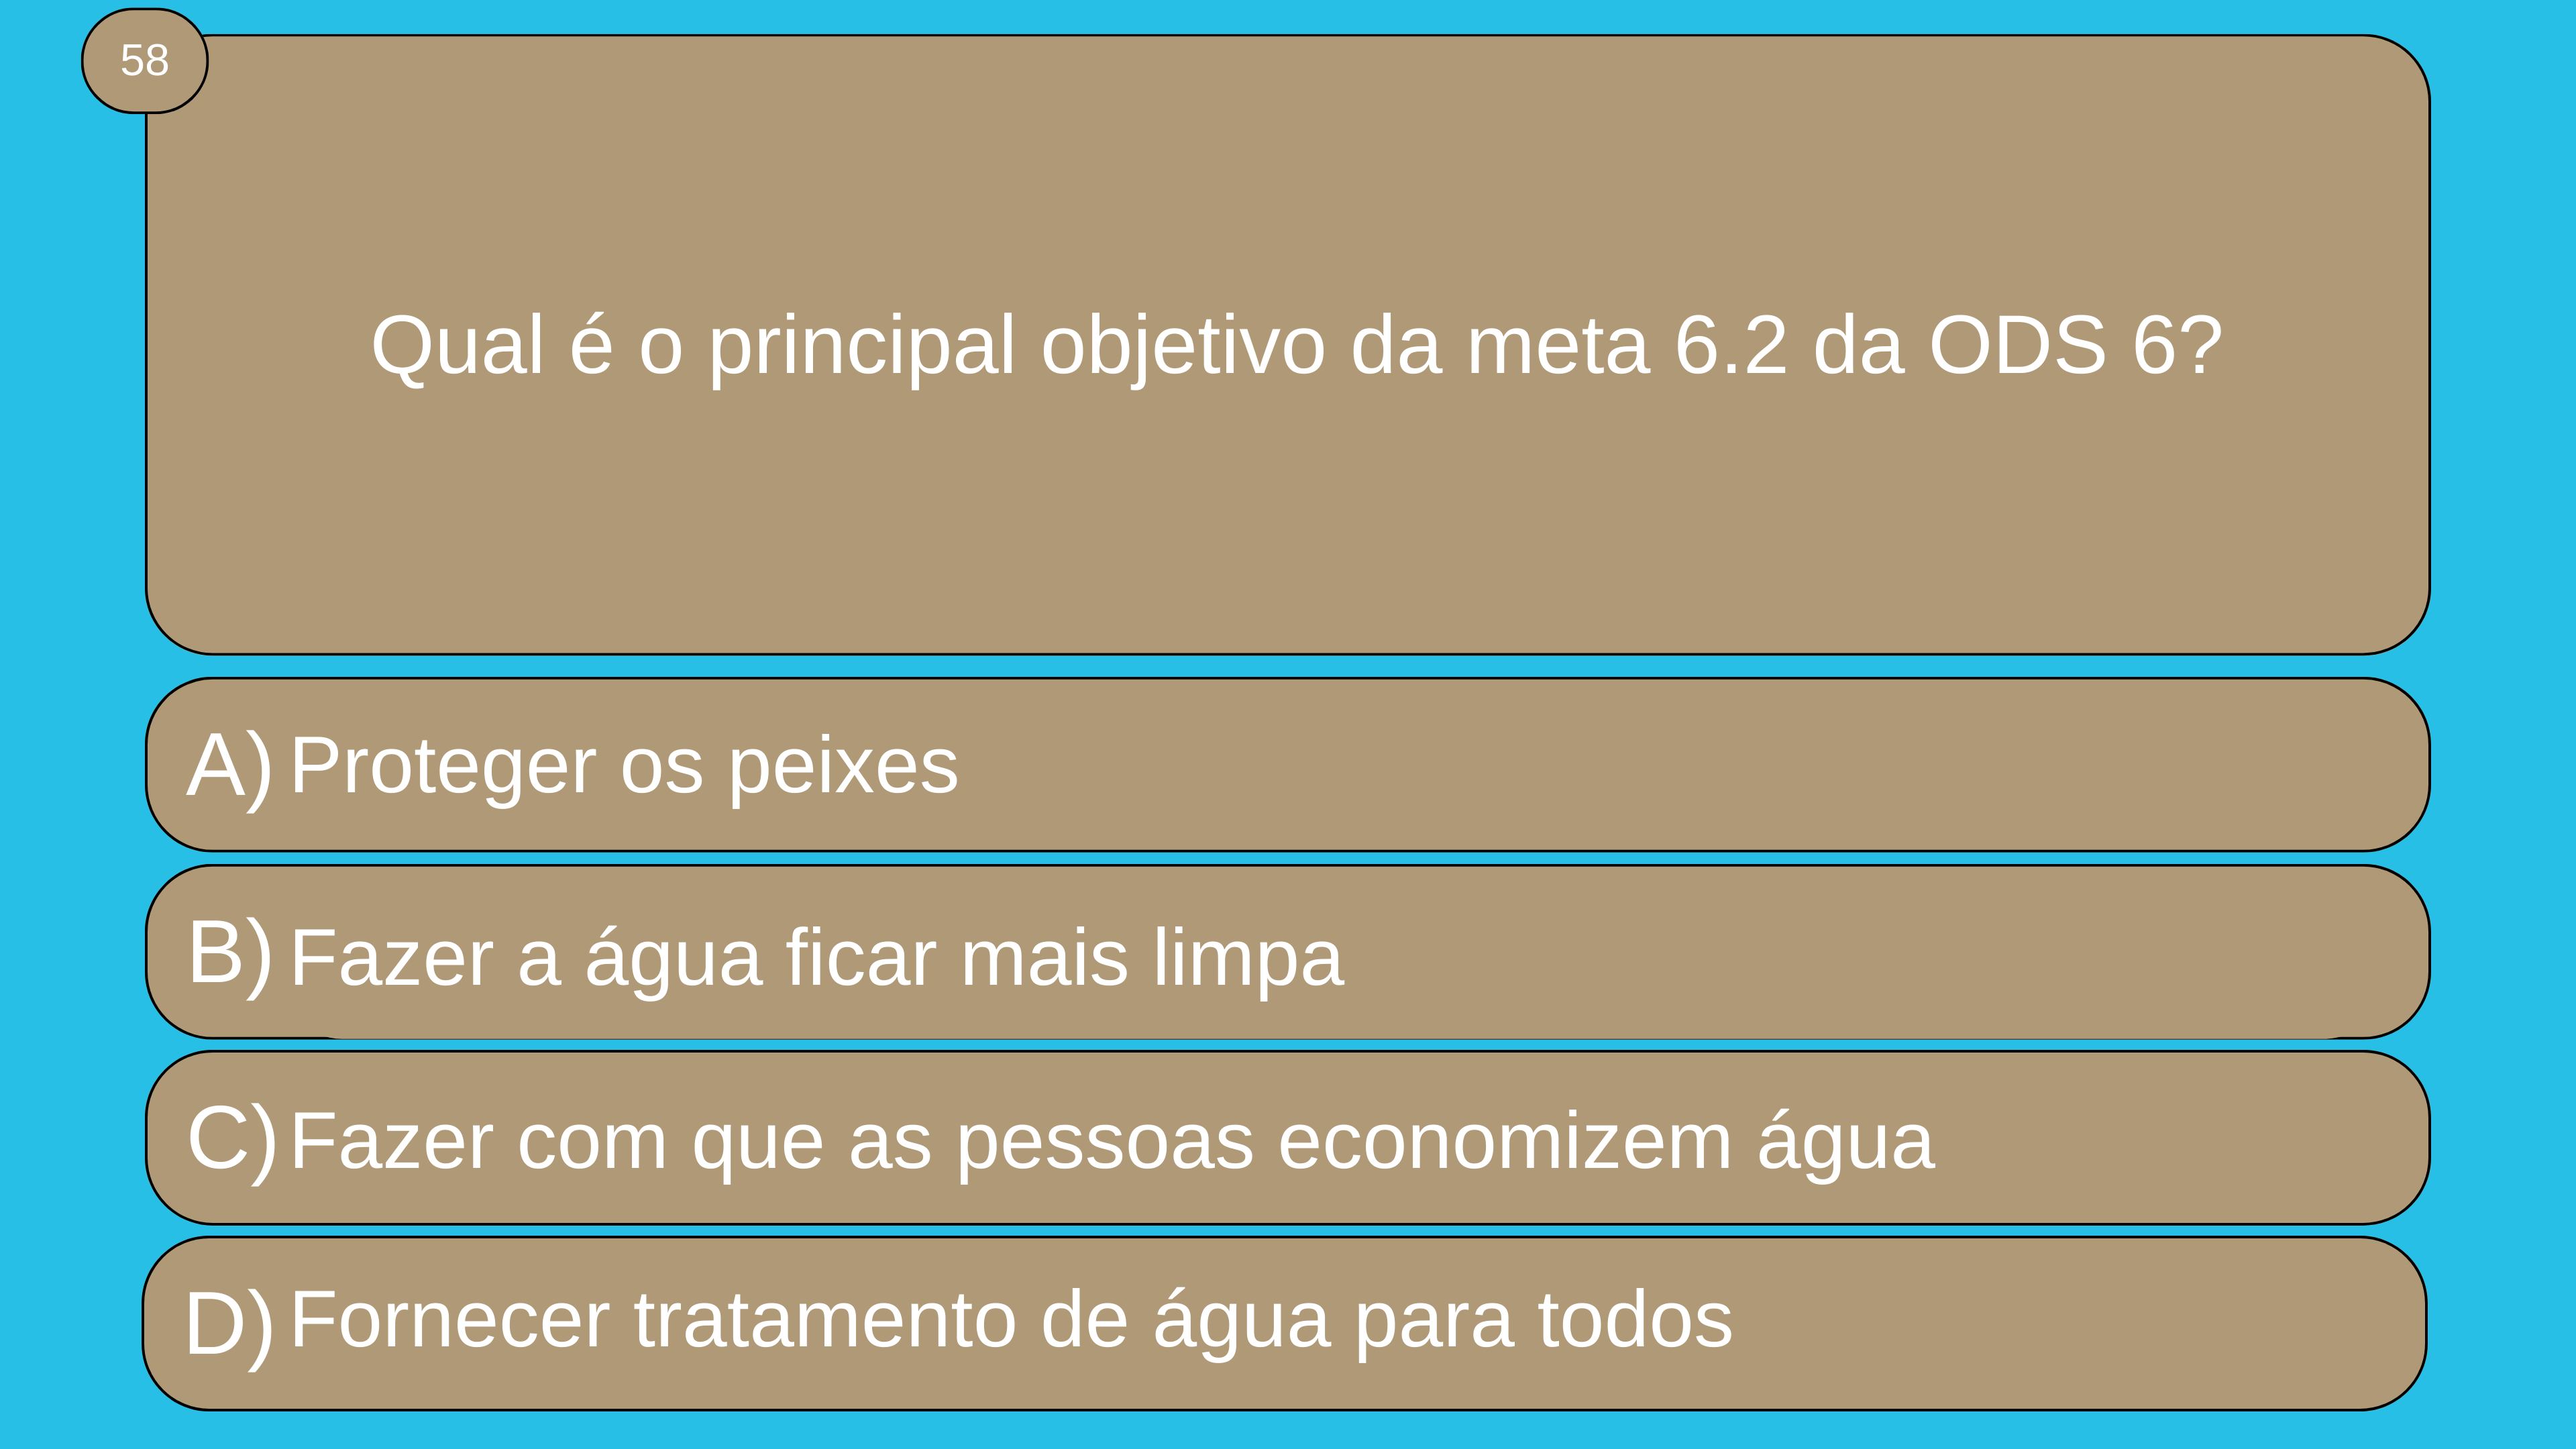 58
Qual é o principal objetivo da meta 6.2 da ODS 6?
A) Proteger os peixes
B) Fazer a água ficar mais limpa
C) Fazer com que as pessoas economizem água
D) Fornecer tratamento de água para todos